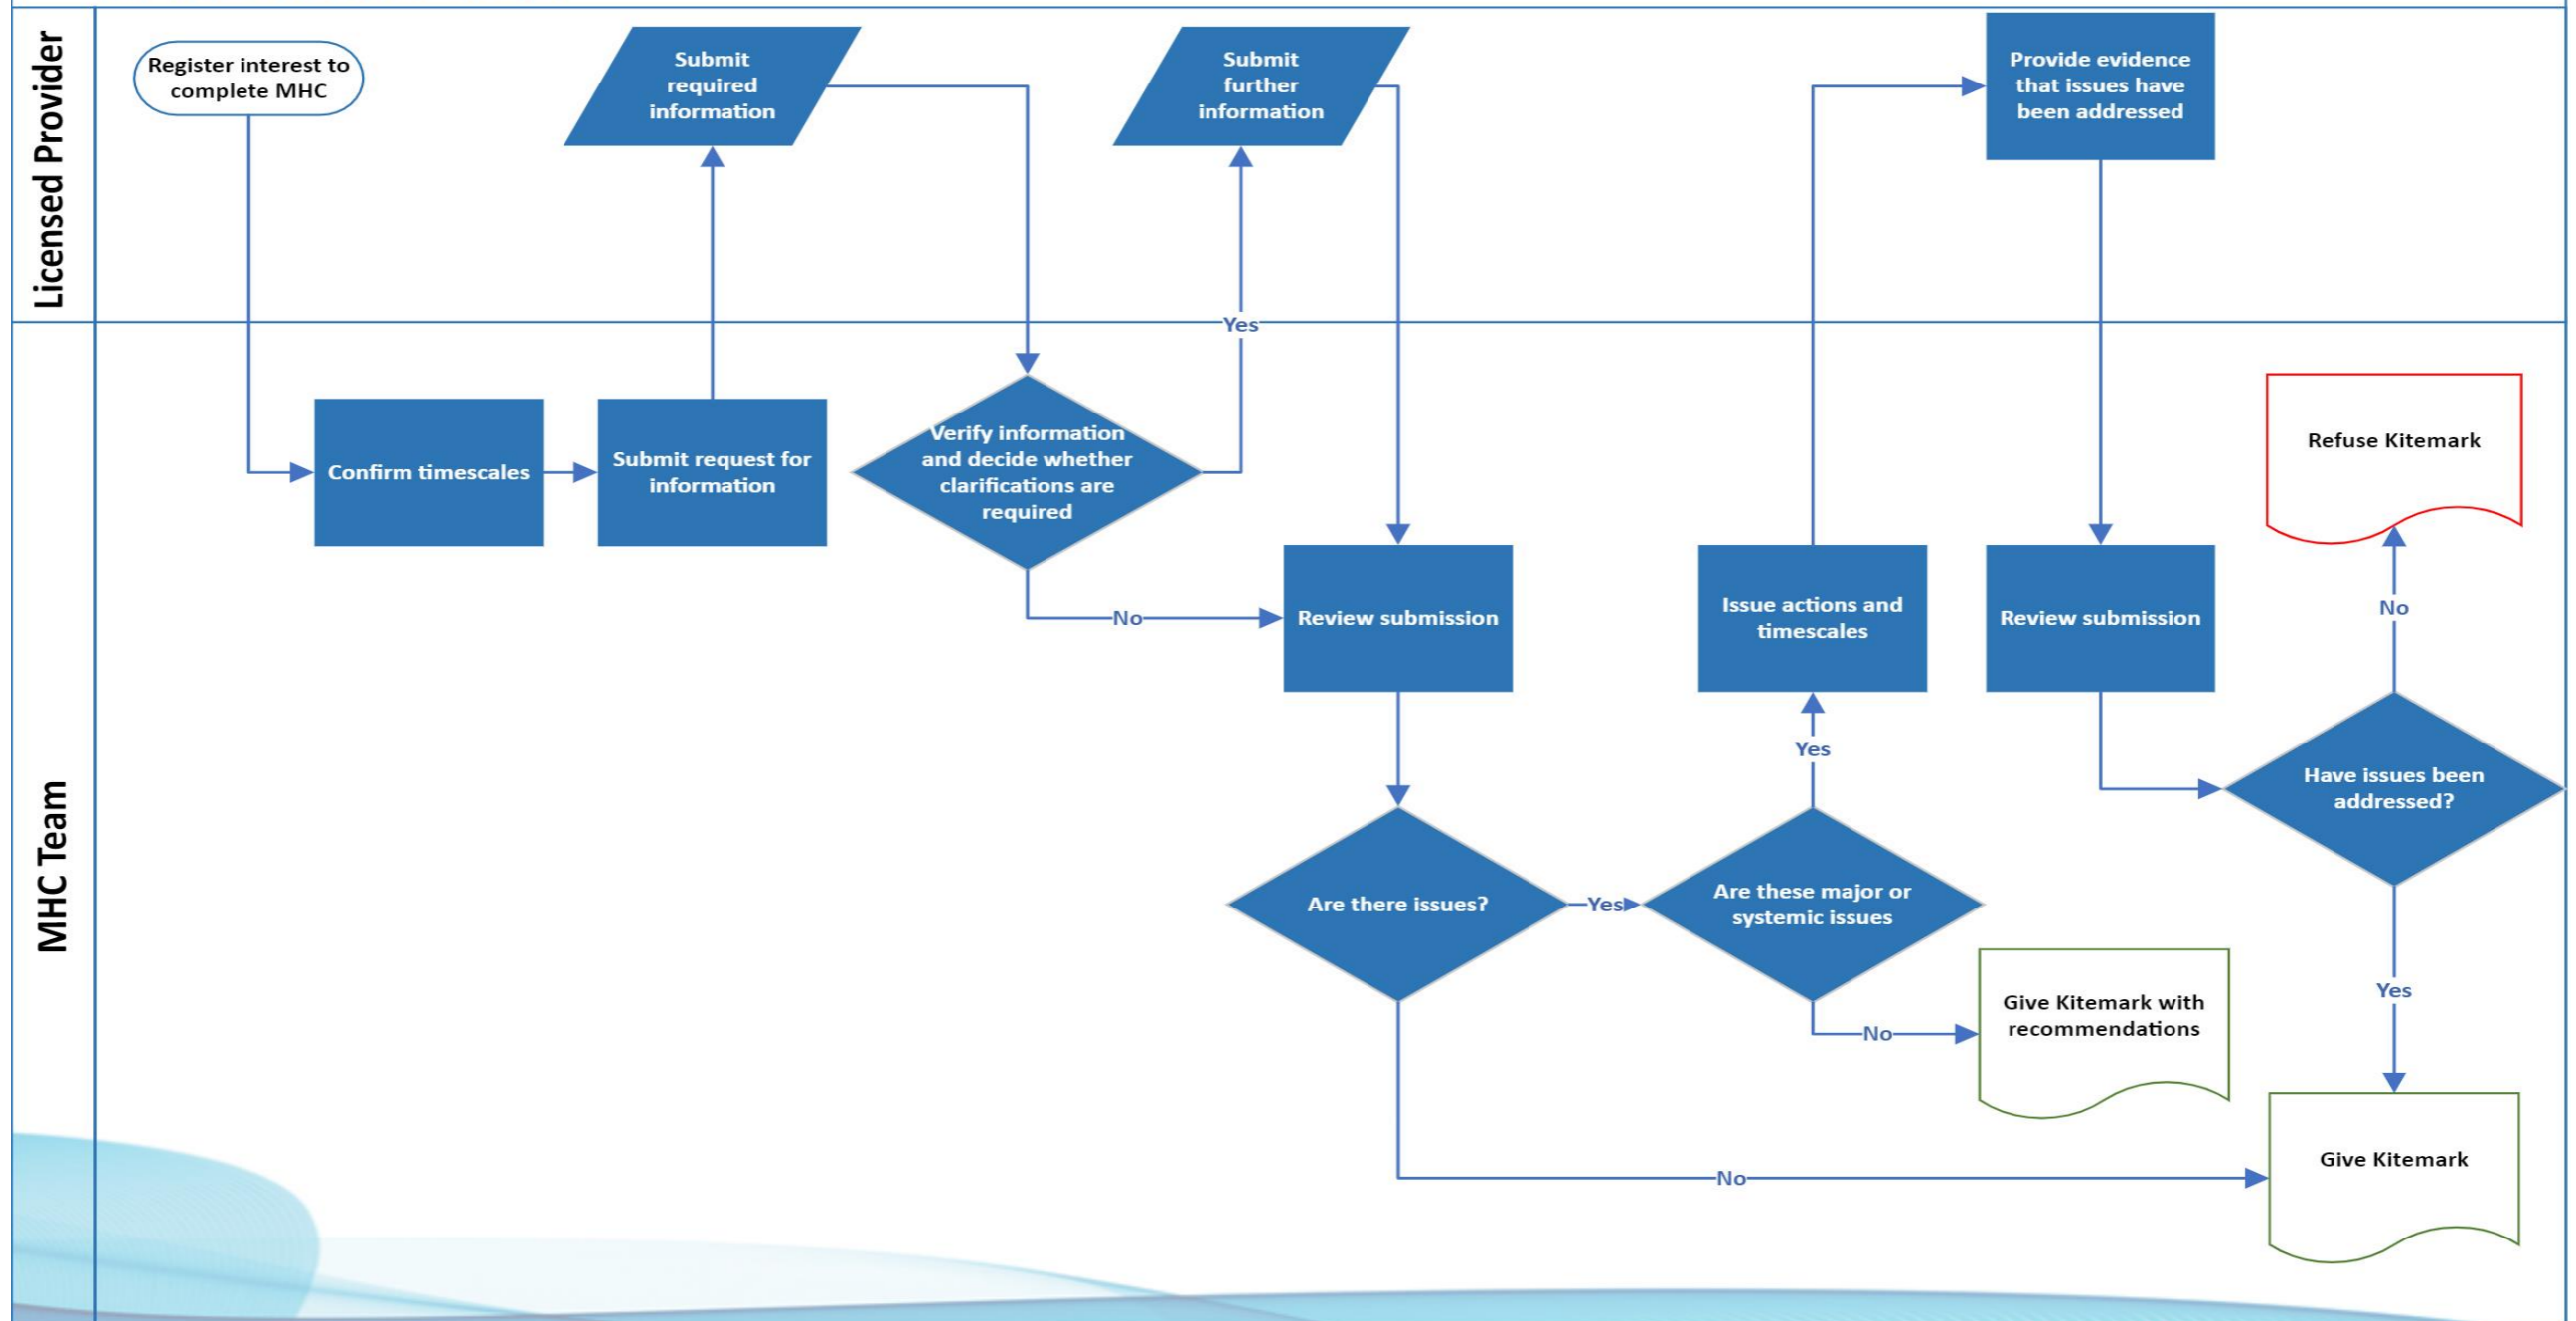 Licensed Provider
Register interest to
complete MHC
Submit
required
information
Submit
further
information
Provide evidence
that issues have
been addressed
MHC Team
Confirm timescales
Submit request for
information
Verify information
and decide whether
clarifications are
required
Yes
No
Review submission
Are there issues?
Yes
No
Are these major or
systemic issues
Yes
No
Issue actions and
timescales
Give Kitemark with
recommendations
Review submission
Have issues been
addressed?
No
Yes
Refuse Kitemark
Give Kitemark